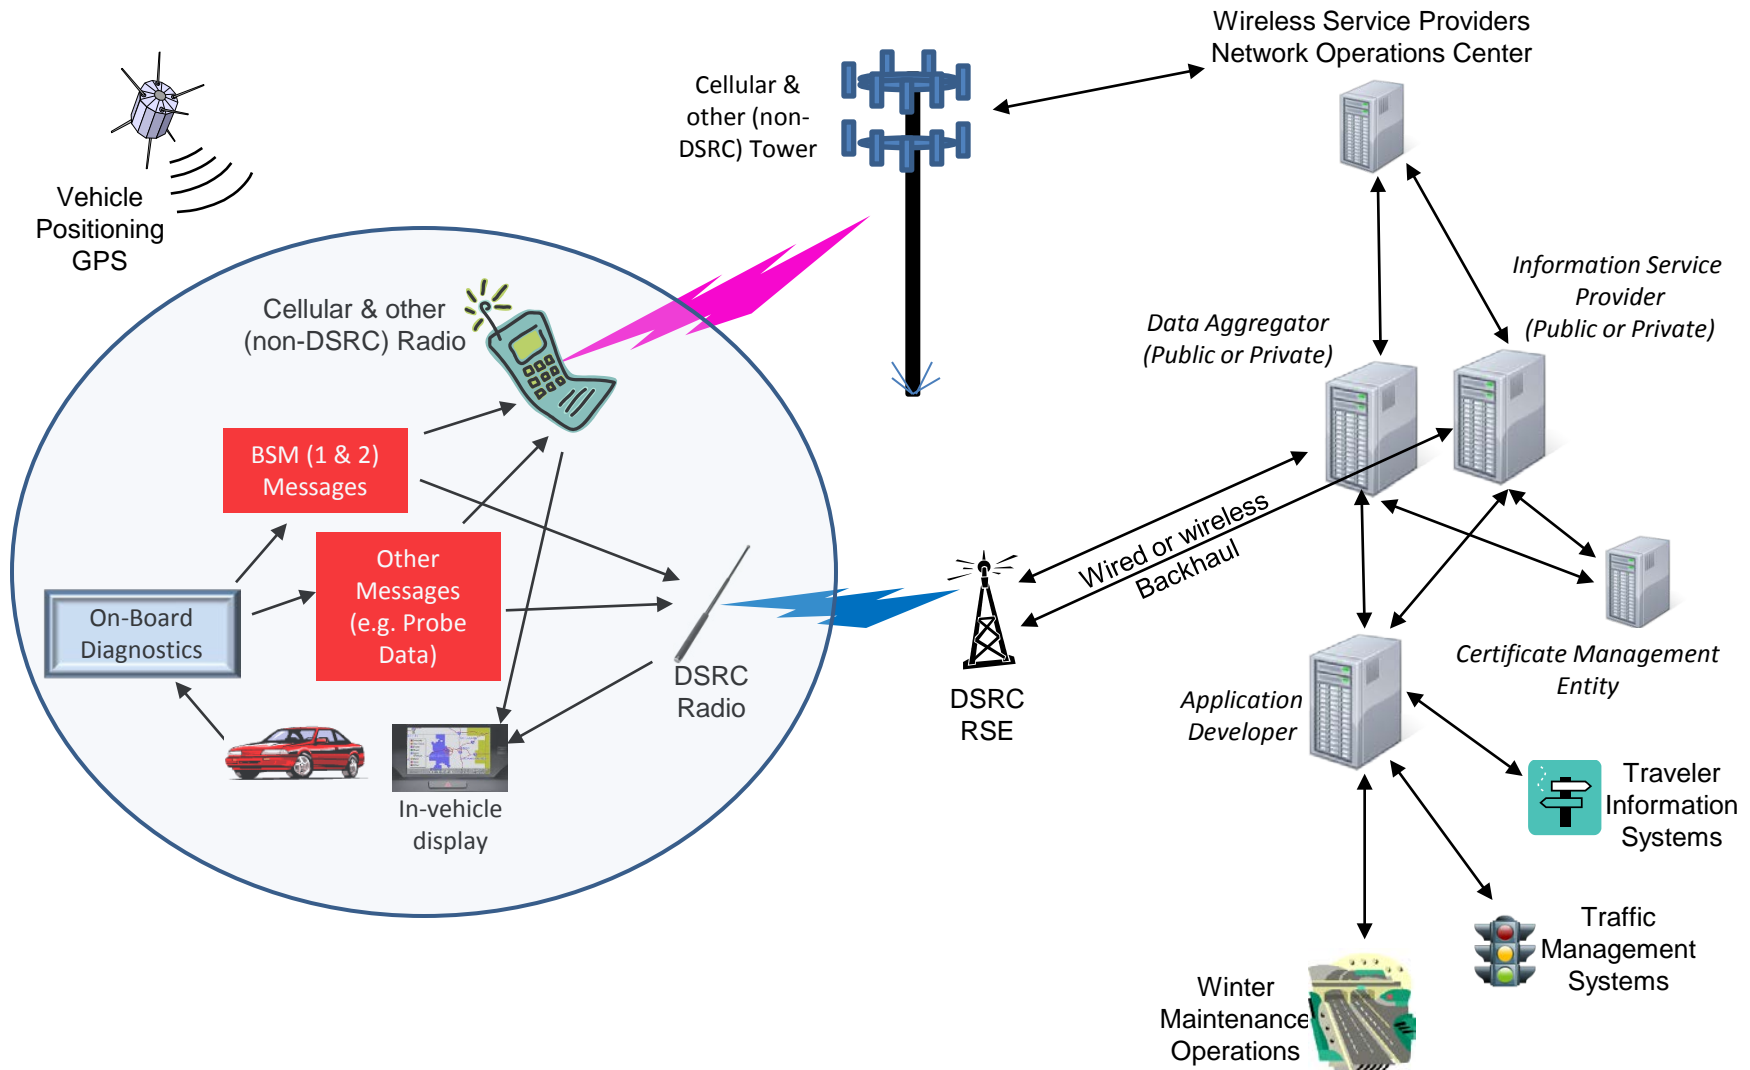 Wireless Service Providers
Network Operations Center
Cellular &
other (non-
DSRC) Tower
Vehicle
Positioning
GPS
Cellular & other
(non-DSRC) Radio
Information Service
Provider
(Public or Private)
Data Aggregator
(Public or Private)
BSM (1 & 2)
Messages
Other
Messages
(e.g. Probe
Data)
On-Board
Diagnostics
Wired or wireless
Backhaul
DSRC
Radio
DSRC
RSE
Certificate Management
Entity
Application
Developer
In-vehicle
display
Traveler
Information
Systems
Traffic
Management
Systems
Winter
Maintenance
Operations